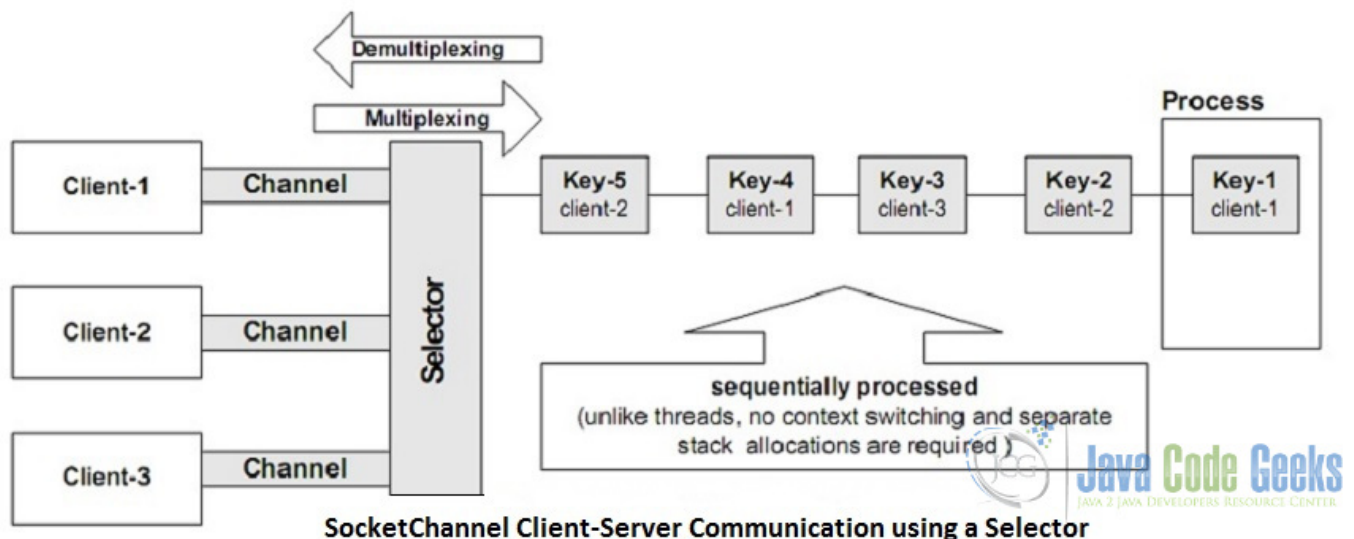 Demultiplexing
Multiplexing
Process
Client-1
Channel
Key-5
client-2
Key-4
client-1
Key-3
client-3
Key-2
client-2
Key-1
client-1
Selector
Client-2
Channel
Client-3
Channel
sequentially processed
(unlike threads, no context switching and separate
stack allocations are required )
JCG
Java Code Geeks
JAVA 2 JAVA DEVELOPERS RESOURCE CENTER
SocketChannel Client-Server Communication using a Selector